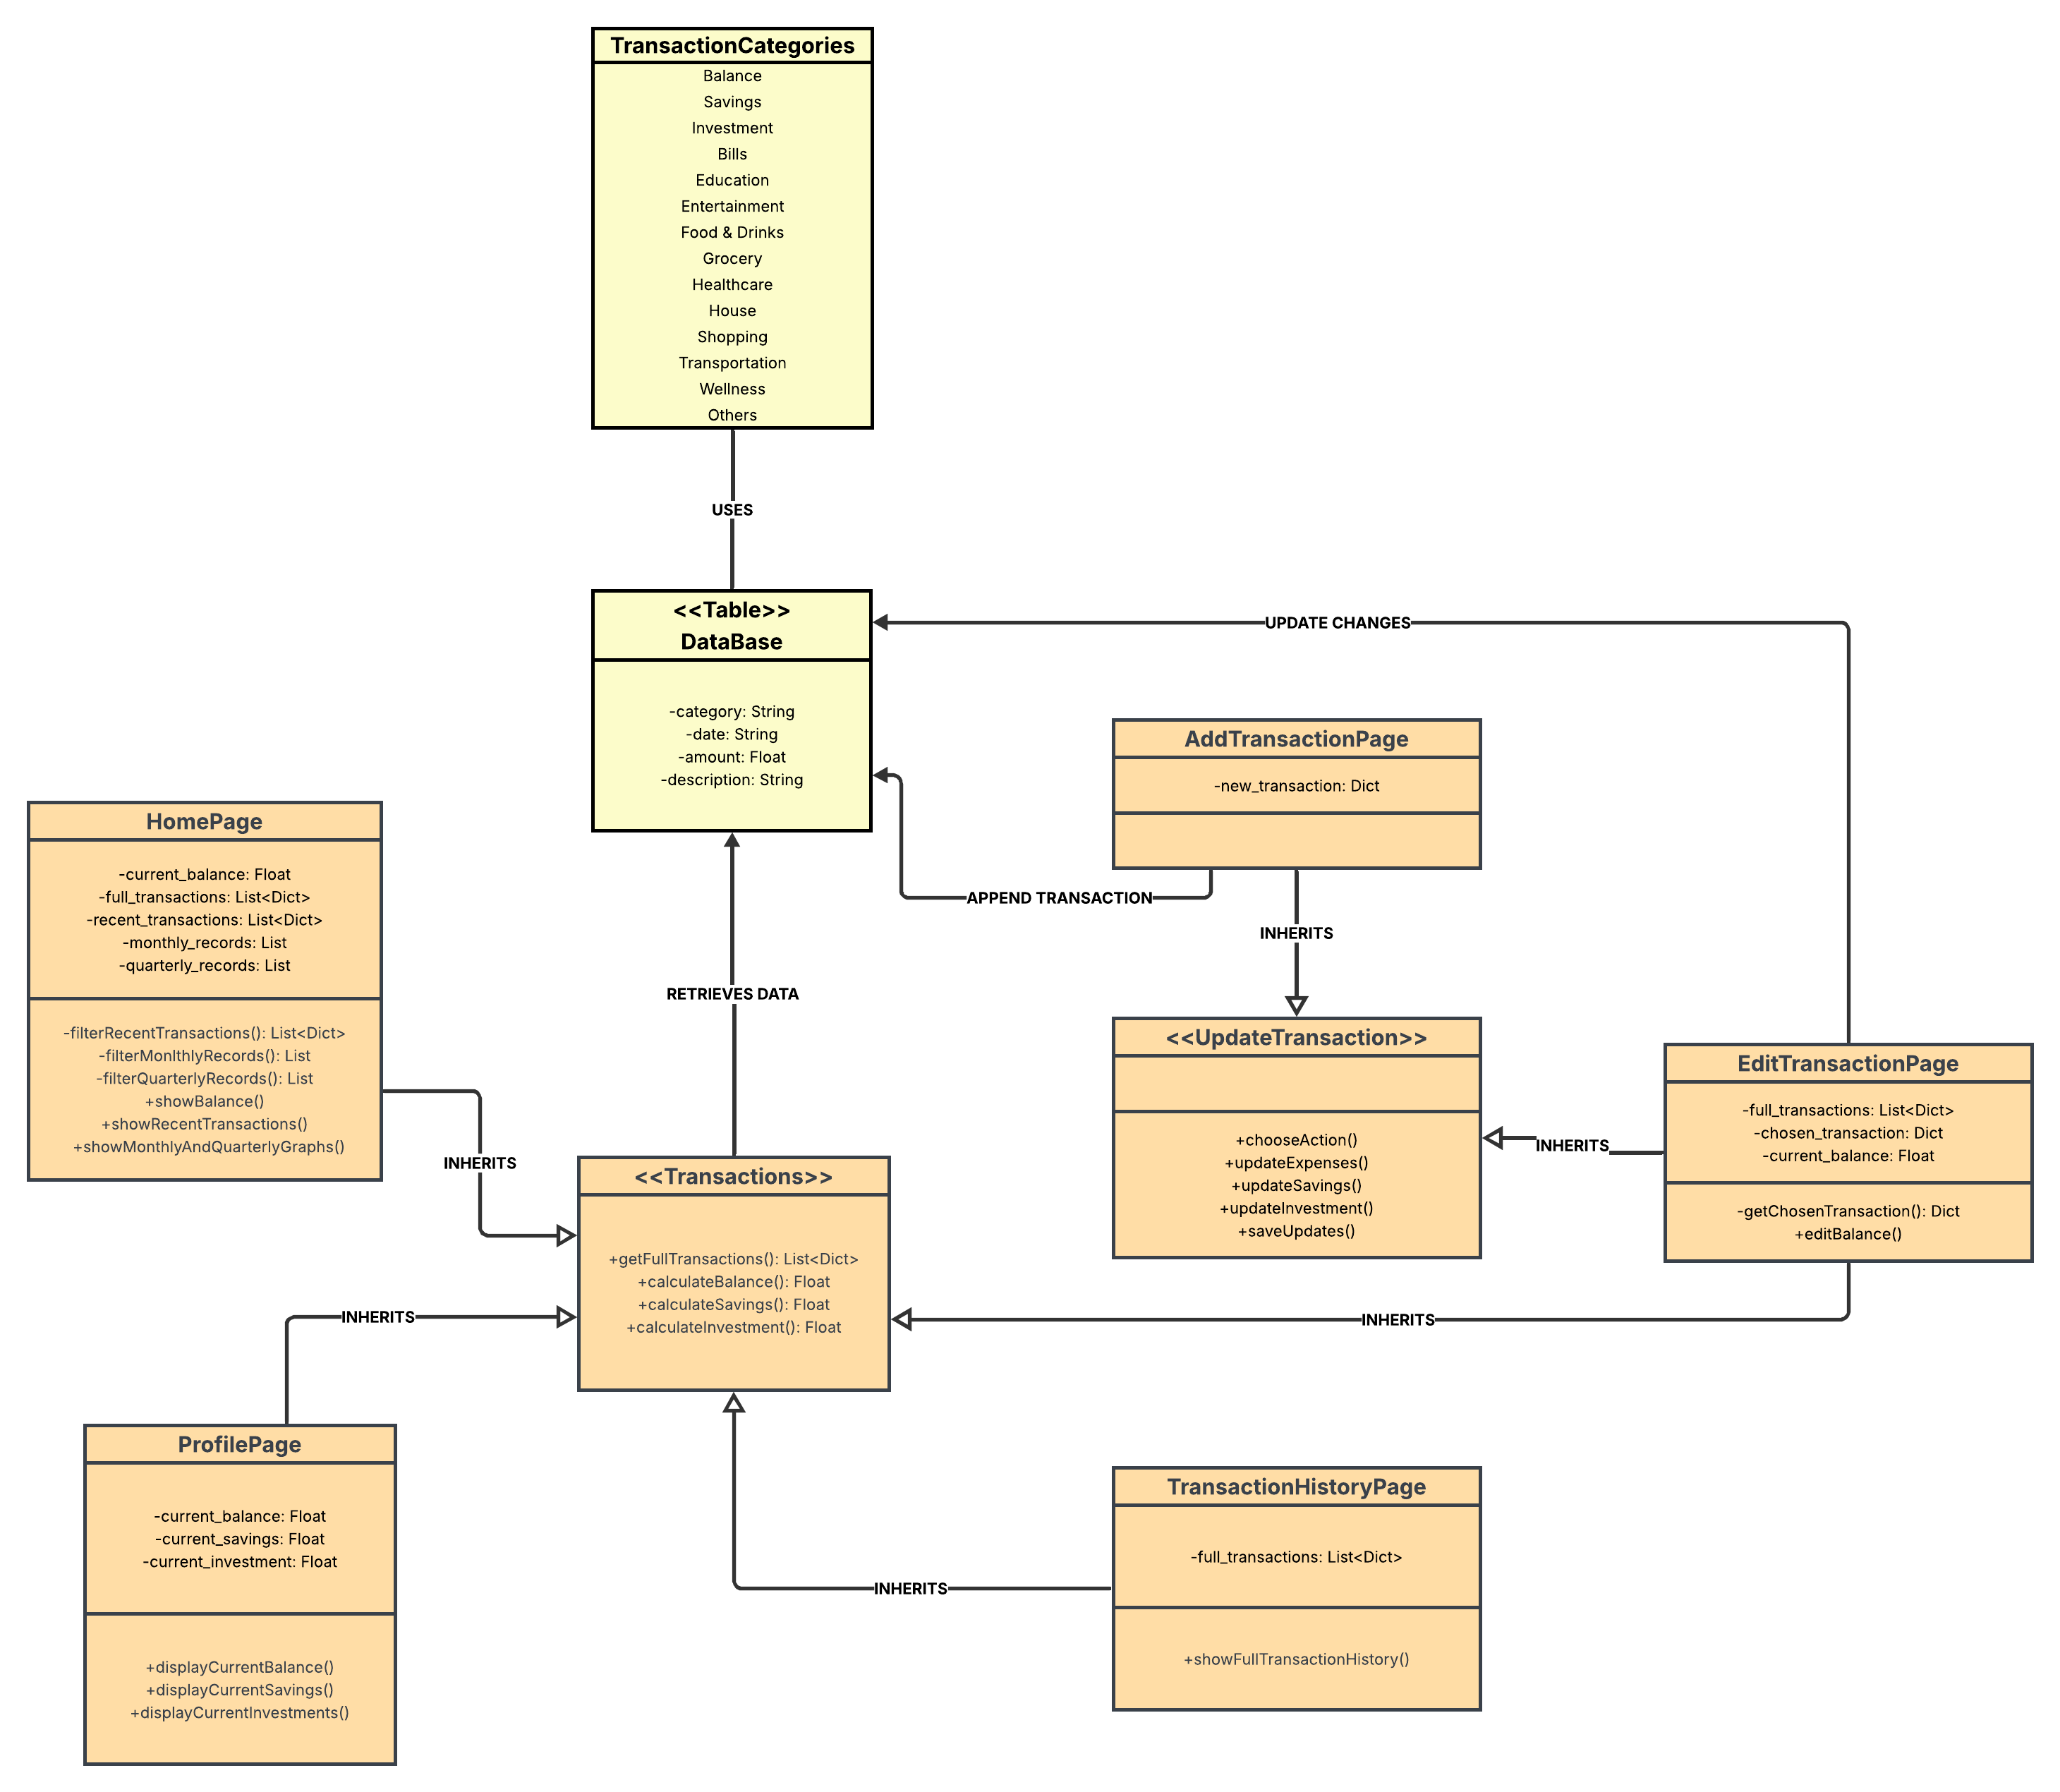 TransactionCategories
Balance
Savings
Investment
Bills
Education
Entertainment
Food & Drinks
Grocery
Healthcare
House
Shopping
Transportation
Wellness
Others
USES
<<Table>>
DataBase
-category: String
-date: String
-amount: Float
-description: String
UPDATE CHANGES
AddTransactionPage
-new_transaction: Dict
APPEND TRANSACTION
INHERITS
HomePage
-current_balance: Float
-full_transactions: List<Dict>
-recent_transactions: List<Dict>
-monthly_records: List
-quarterly_records: List
-filterRecentTransactions(): List<Dict>
-filterMonlthlyRecords(): List
-filterQuarterlyRecords(): List
+showBalance()
+showRecentTransactions()
+showMonthlyAndQuarterlyGraphs()
INHERITS
RETRIEVES DATA
<<UpdateTransaction>>
+chooseAction()
+updateExpenses()
+updateSavings()
+updateInvestment()
+saveUpdates()
INHERITS
EditTransactionPage
-full_transactions: List<Dict>
-chosen_transaction: Dict
-current_balance: Float
-getChosenTransaction(): Dict
+editBalance()
<<Transactions>>
+getFullTransactions(): List<Dict>
+calculateBalance(): Float
+calculateSavings(): Float
+calculateInvestment(): Float
INHERITS
INHERITS
ProfilePage
-current_balance: Float
-current_savings: Float
-current_investment: Float
+displayCurrentBalance()
+displayCurrentSavings()
+displayCurrentInvestments()
INHERITS
TransactionHistoryPage
-full_transactions: List<Dict>
+showFullTransactionHistory()